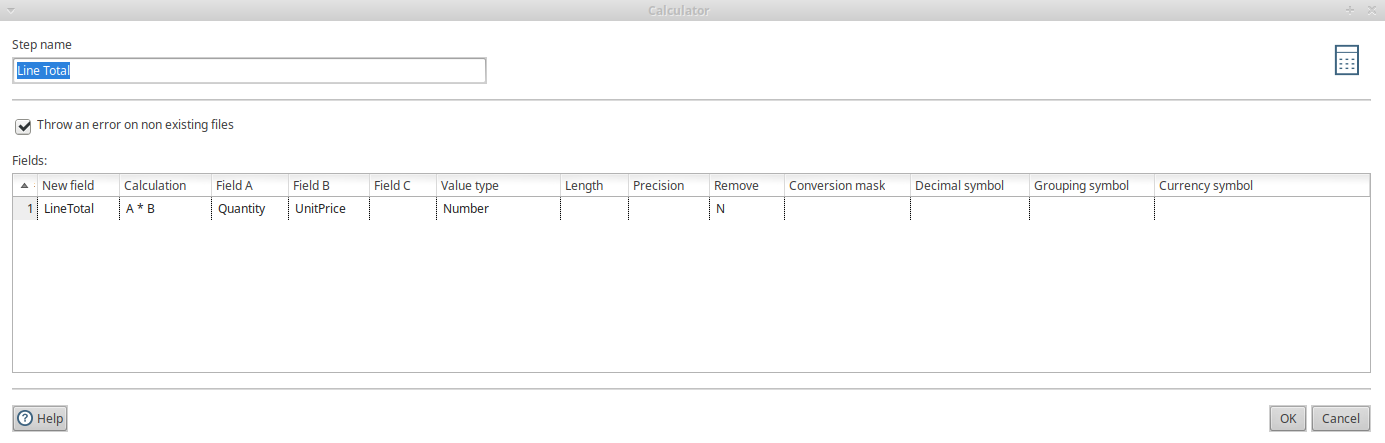 Calculator
Step name
Line Total
Throw an error on non existing files
Fields:
New field Calculation Field A Field B Field C Value type Length Precision Remove Conversion mask Decimal symbol Grouping symbol Currency symbol
1 LineTotal A * B Quantity UnitPrice Number N
? Help OK Cancel